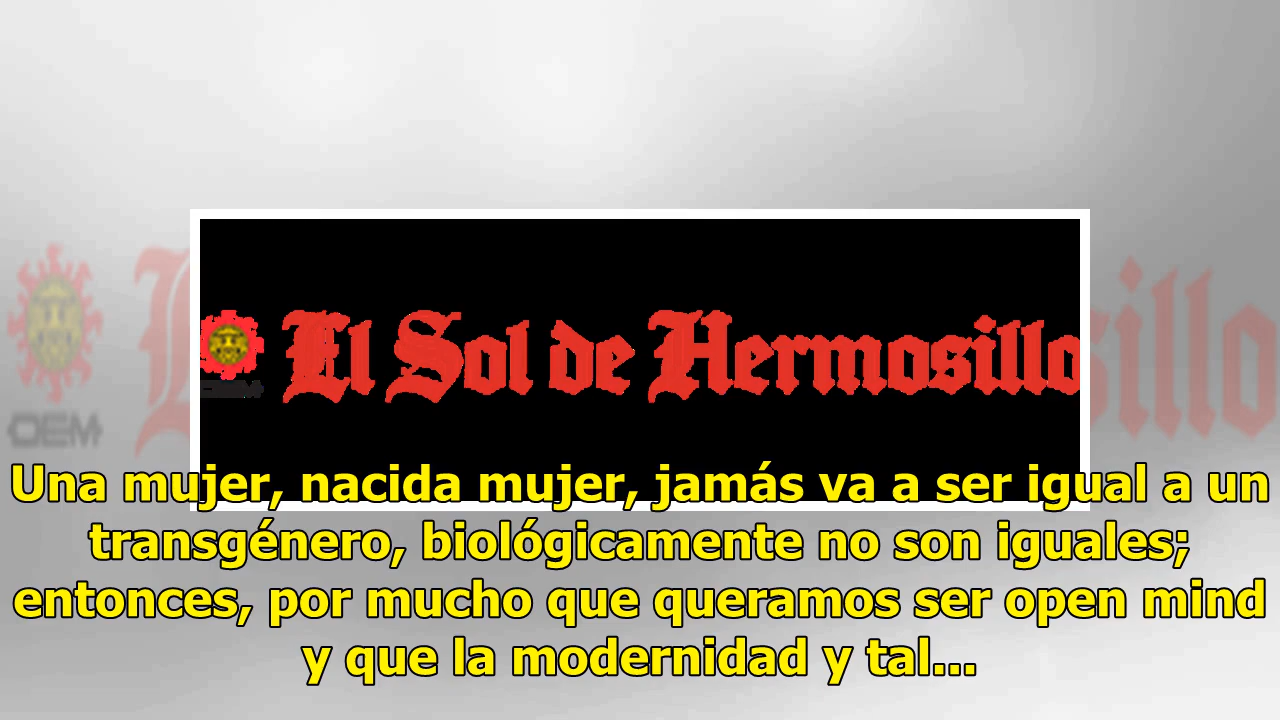 El Sol de Hermosillo
OEM
Una mujer, nacida mujer, jamás va a ser igual a un
transgénero, biológicamente no son iguales;
entonces, por mucho que queramos ser open mind
y que la modernidad y tal...